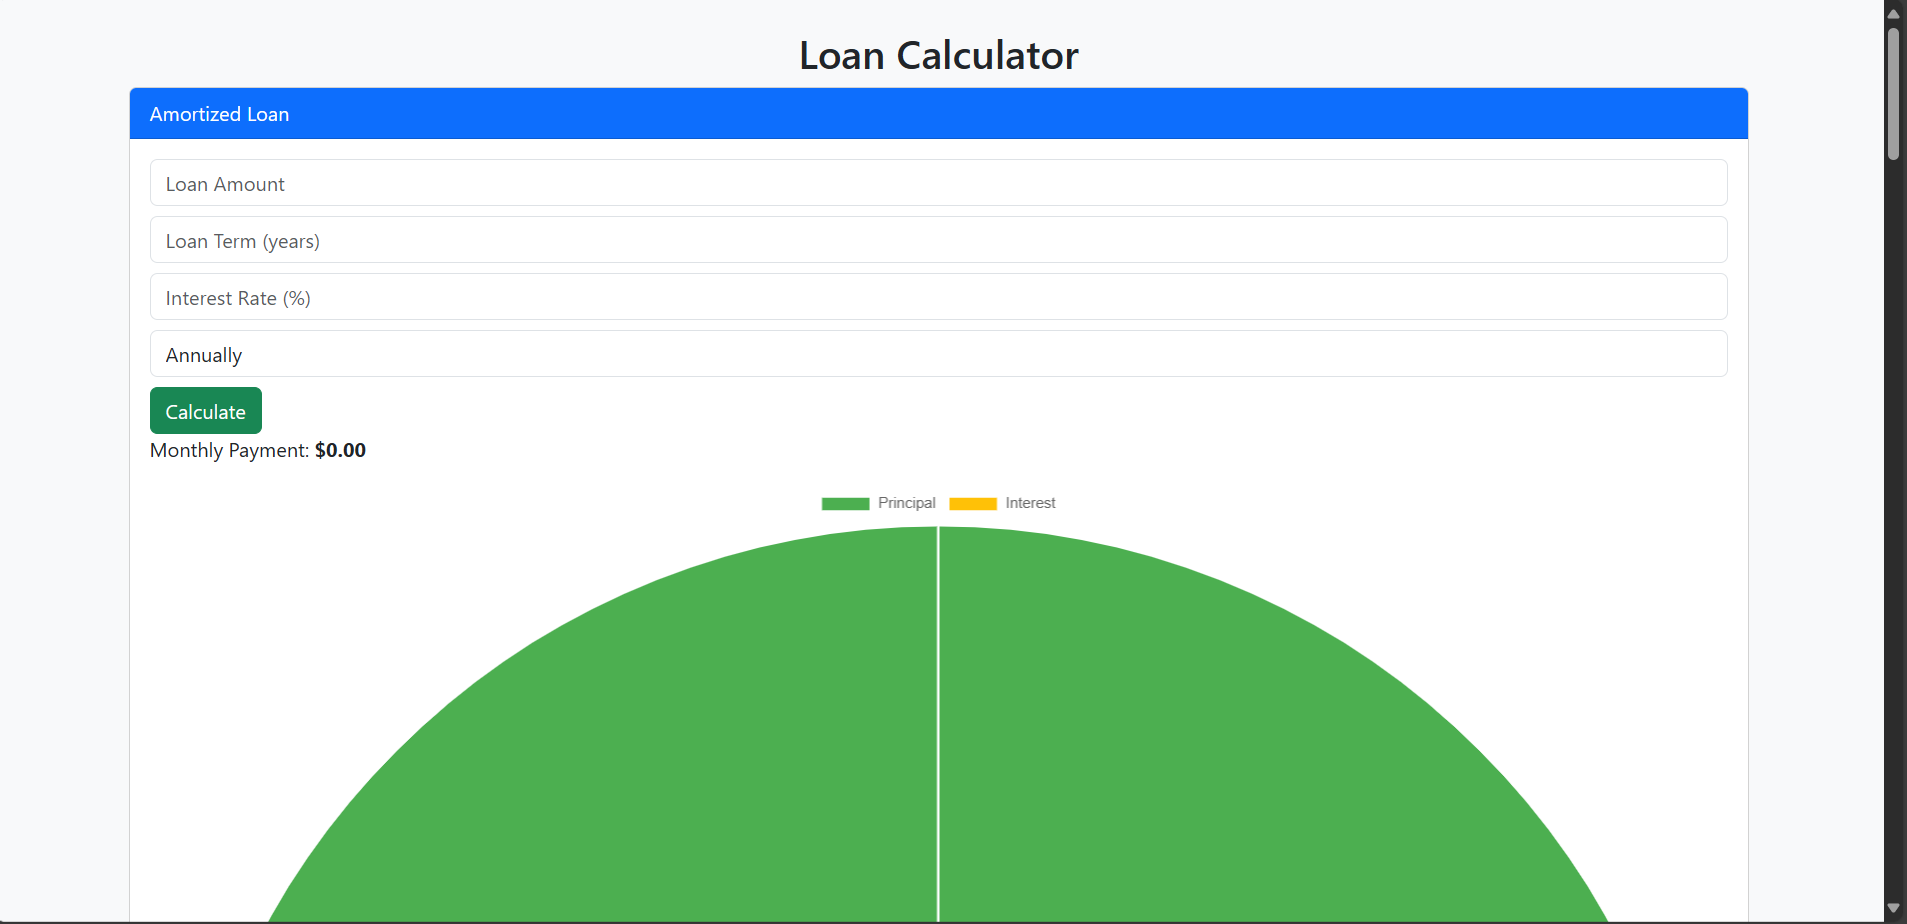 Loan Calculator
Amortized Loan
Loan Amount
Loan Term (years)
Interest Rate (%)
Annually
Calculate
Monthly Payment: $0.00
Principal Interest